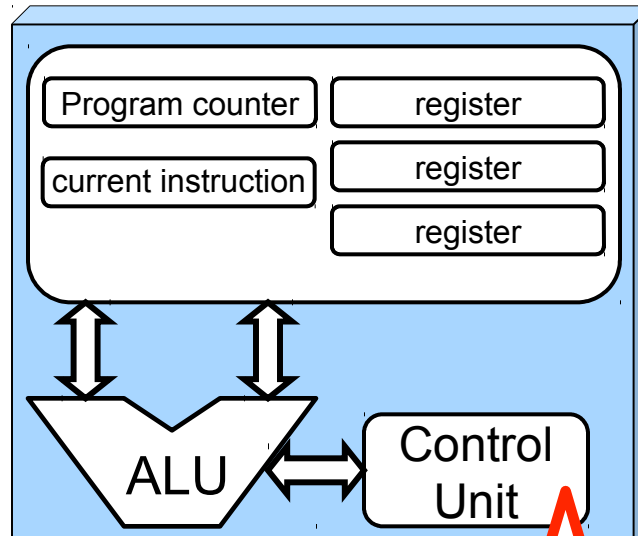 Program counter
register
current instruction
register
register
ALU
Control
Unit